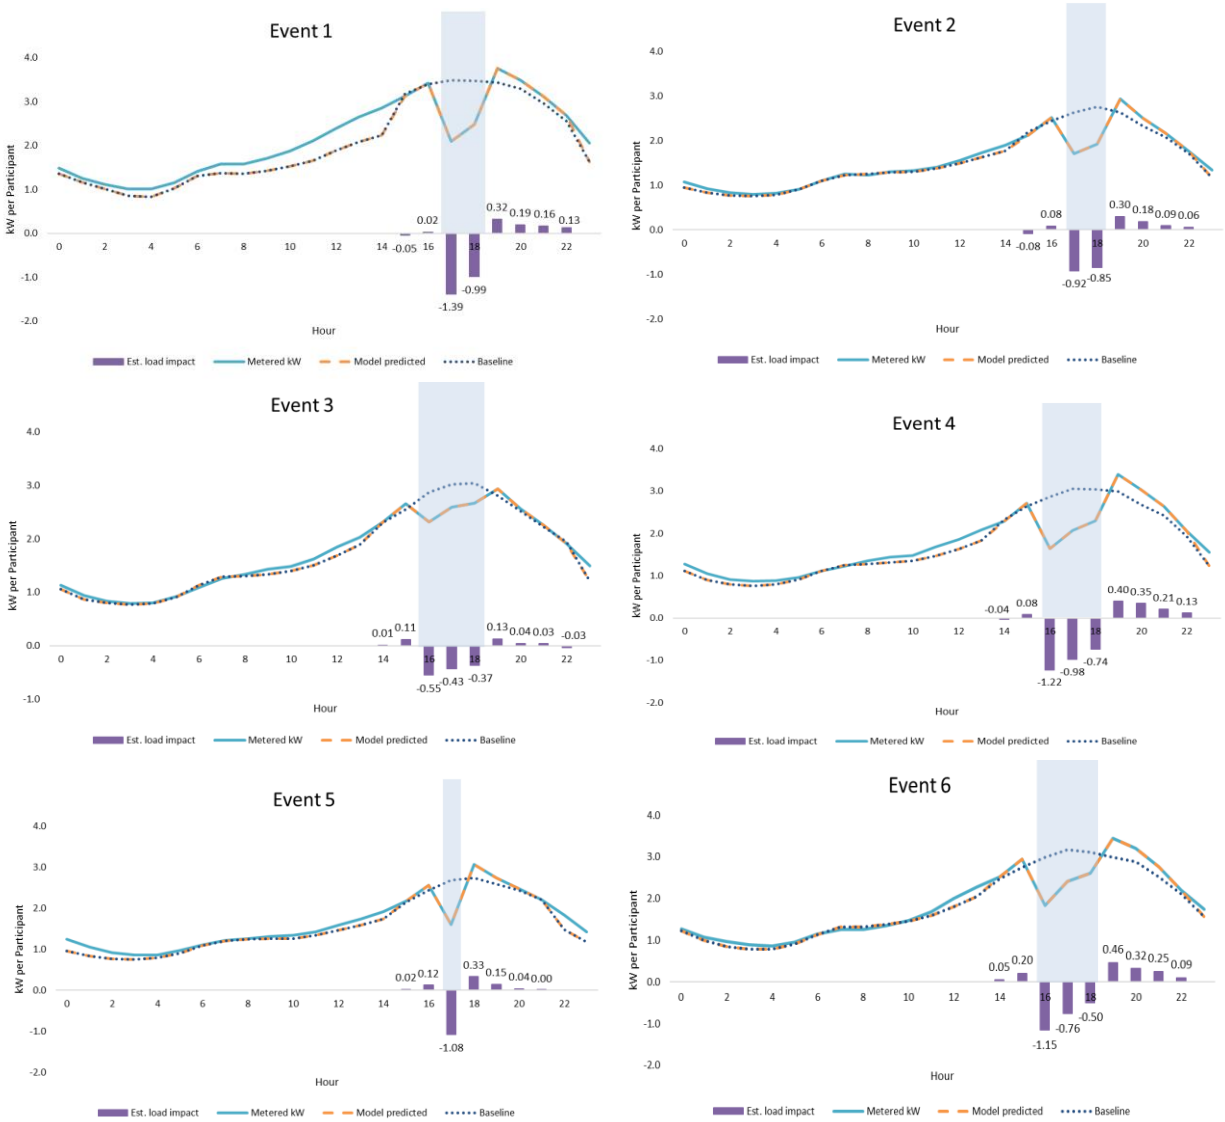 Event 1
kW per Participant
4.0
3.0
2.0
1.0
0.0
-1.0
-2.0
0 2 4 6 8 10 12 14 16 18 20 22
-0.05 0.02 -1.39 -0.99 0.32 0.19 0.16 0.13
Hour
Est. load impact Metered kW Model predicted Baseline
Event 2
kW per Participant
4.0
3.0
2.0
1.0
0.0
-1.0
-2.0
0 2 4 6 8 10 12 14 16 18 20 22
-0.08 0.08 -0.92 -0.85 0.30 0.18 0.09 0.06
Hour
Est. load impact Metered kW Model predicted Baseline
Event 3
kW per Participant
4.0
3.0
2.0
1.0
0.0
-1.0
0 2 4 6 8 10 12 14 16 18 20 22
0.01 0.11 -0.55 -0.43 -0.37 0.13 0.04 0.03 -0.03
Hour
Est. load impact Metered kW Model predicted Baseline
Event 4
kW per Participant
4.0
3.0
2.0
1.0
0.0
-1.0
-2.0
0 2 4 6 8 10 12 14 16 18 20 22
-0.04 0.08 -1.22 -0.98 -0.74 0.40 0.35 0.21 0.13
Hour
Est. load impact Metered kW Model predicted Baseline
Event 5
kW per Participant
4.0
3.0
2.0
1.0
0.0
-1.0
-2.0
0 2 4 6 8 10 12 14 16 18 20 22
0.02 0.12 -1.08 0.33 0.15 0.04 0.00
Hour
Est. load impact Metered kW Model predicted Baseline
Event 6
kW per Participant
4.0
3.0
2.0
1.0
0.0
-1.0
-2.0
0 2 4 6 8 10 12 14 16 18 20 22
0.05 0.20 -1.15 -0.76 -0.50 0.46 0.32 0.25 0.09
Hour
Est. load impact Metered kW Model predicted Baseline